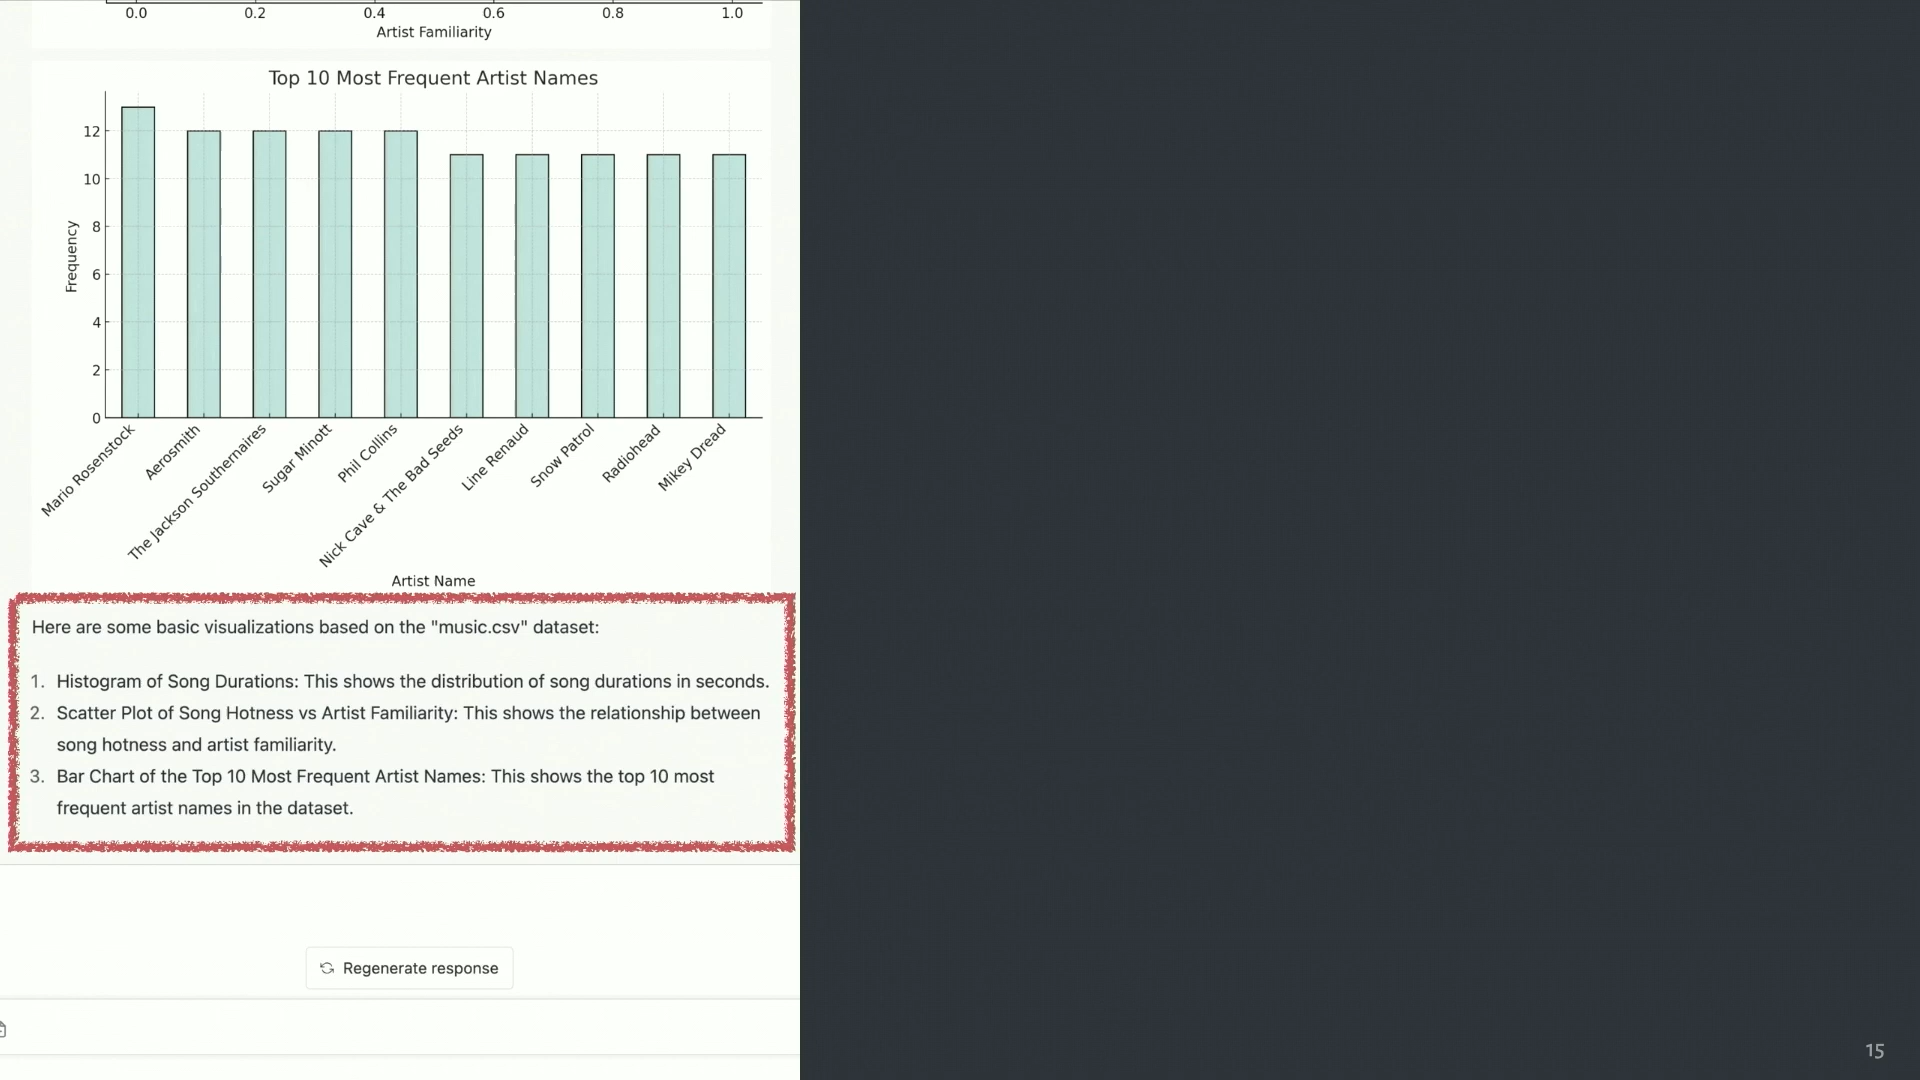 0.0 0.2 0.4 0.6 0.8 1.0
Artist Familiarity
Top 10 Most Frequent Artist Names
12
10
8
6
4
2
0
Frequency
Mario Rosenstock
Aerosmith
The Jackson Southernaires
Sugar Minott
Phil Collins
Nick Cave & The Bad Seeds
Line Renaud
Snow Patrol
Radiohead
Mikey Dread
Artist Name
Here are some basic visualizations based on the "music.csv" dataset:
1. Histogram of Song Durations: This shows the distribution of song durations in seconds.
2. Scatter Plot of Song Hotness vs Artist Familiarity: This shows the relationship between
song hotness and artist familiarity.
3. Bar Chart of the Top 10 Most Frequent Artist Names: This shows the top 10 most
frequent artist names in the dataset.
Regenerate response
15